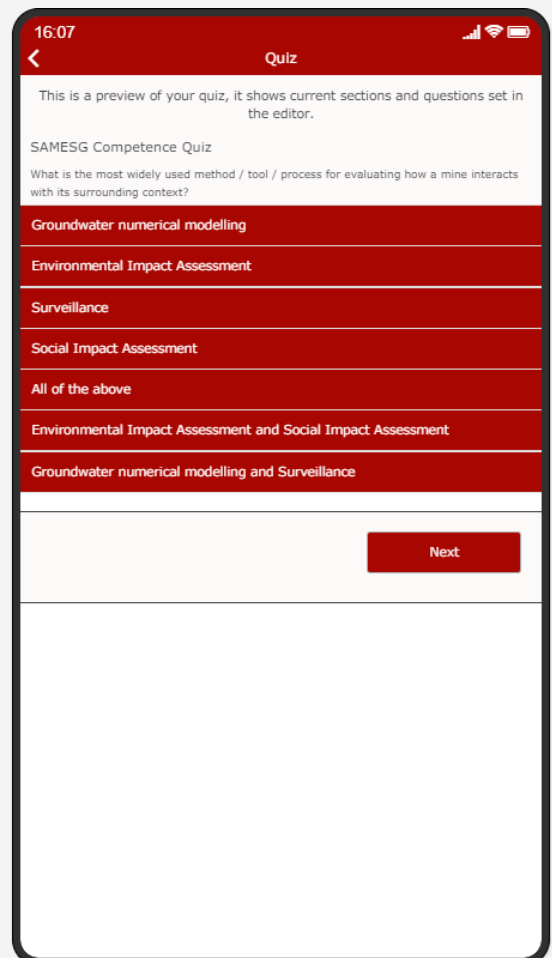 16:07
Quiz
This is a preview of your quiz, it shows current sections and questions set in
the editor.
SAMESG Competence Quiz
What is the most widely used method / tool / process for evaluating how a mine interacts
with its surrounding context?
Groundwater numerical modelling
Environmental Impact Assessment
Surveillance
Social Impact Assessment
All of the above
Environmental Impact Assessment and Social Impact Assessment
Groundwater numerical modelling and Surveillance
Next